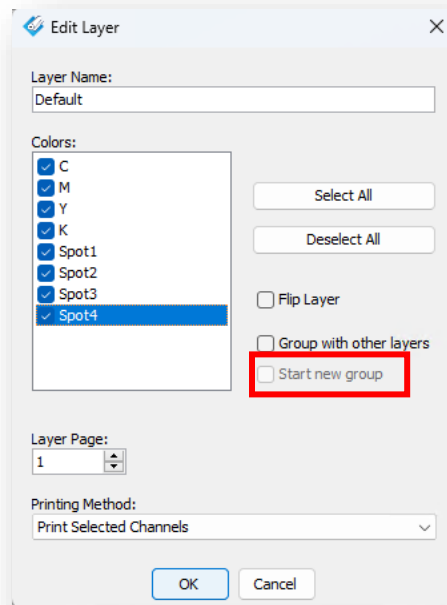 Edit Layer
Layer Name:
Default
Colors:
C
M
Y
K
Spot1
Spot2
Spot3
Spot4
Select All
Deselect All
Flip Layer
Group with other layers
Start new group
Layer Page:
1
Printing Method:
Print Selected Channels
OK Cancel